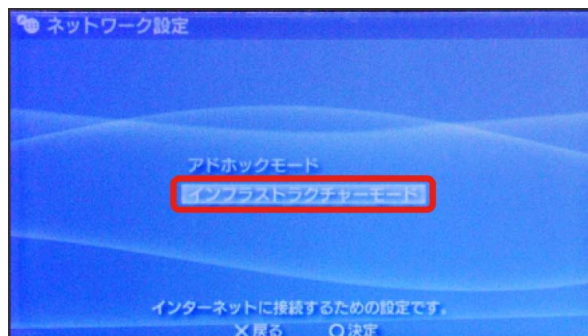 ネットワーク設定
アドホックモード
インフラストラクチャーモード
インターネットに接続するための設定です。
✕戻る ○決定